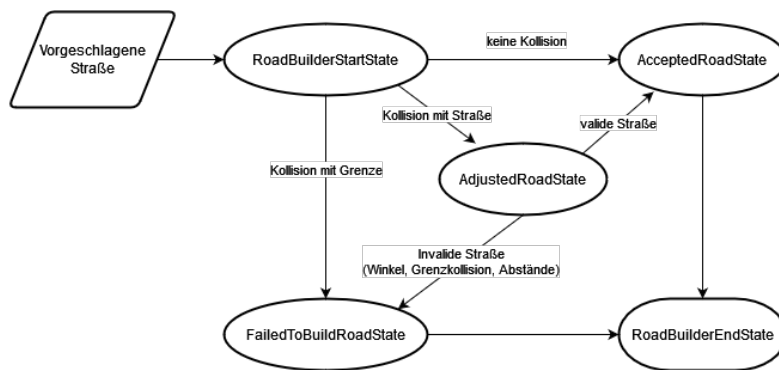 keine Kollision
Vorgeschlagene
Straße
RoadBuilderStartState
AcceptedRoadState
Kollision mit Straße
valide Straße
Kollision mit Grenze
AdjustedRoadState
Invalide Straße
(Winkel, Grenzkollision, Abstände)
FailedToBuildRoadState
RoadBuilderEndState